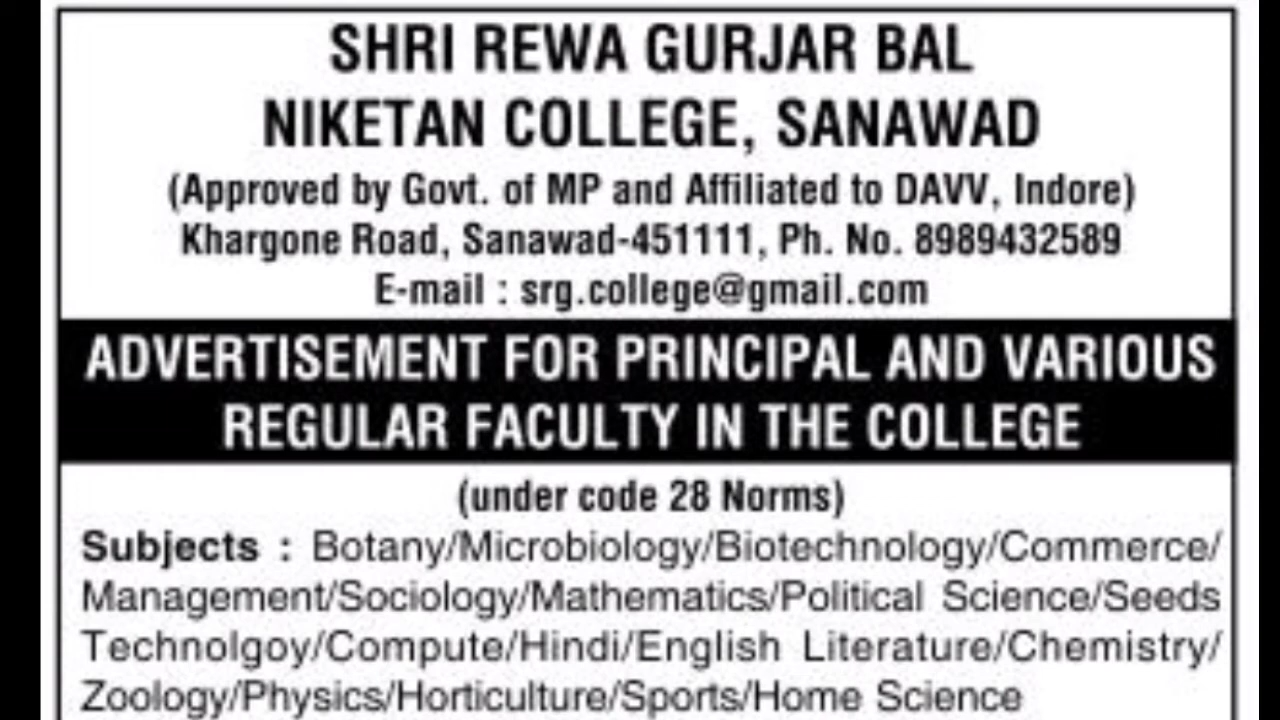 SHRI REWA GURJAR BAL
NIKETAN COLLEGE, SANAWAD
(Approved by Govt. of MP and Affiliated to DAVV, Indore)
Khargone Road, Sanawad-451111, Ph. No. 8989432589
E-mail : srg.college@gmail.com
ADVERTISEMENT FOR PRINCIPAL AND VARIOUS
REGULAR FACULTY IN THE COLLEGE
(under code 28 Norms)
Subjects : Botany/Microbiology/Biotechnology/Commerce/
Management/Sociology/Mathematics/Political Science/Seeds
Technolgoy/Compute/Hindi/English Literature/Chemistry/
Zoology/Physics/Horticulture/Sports/Home Science